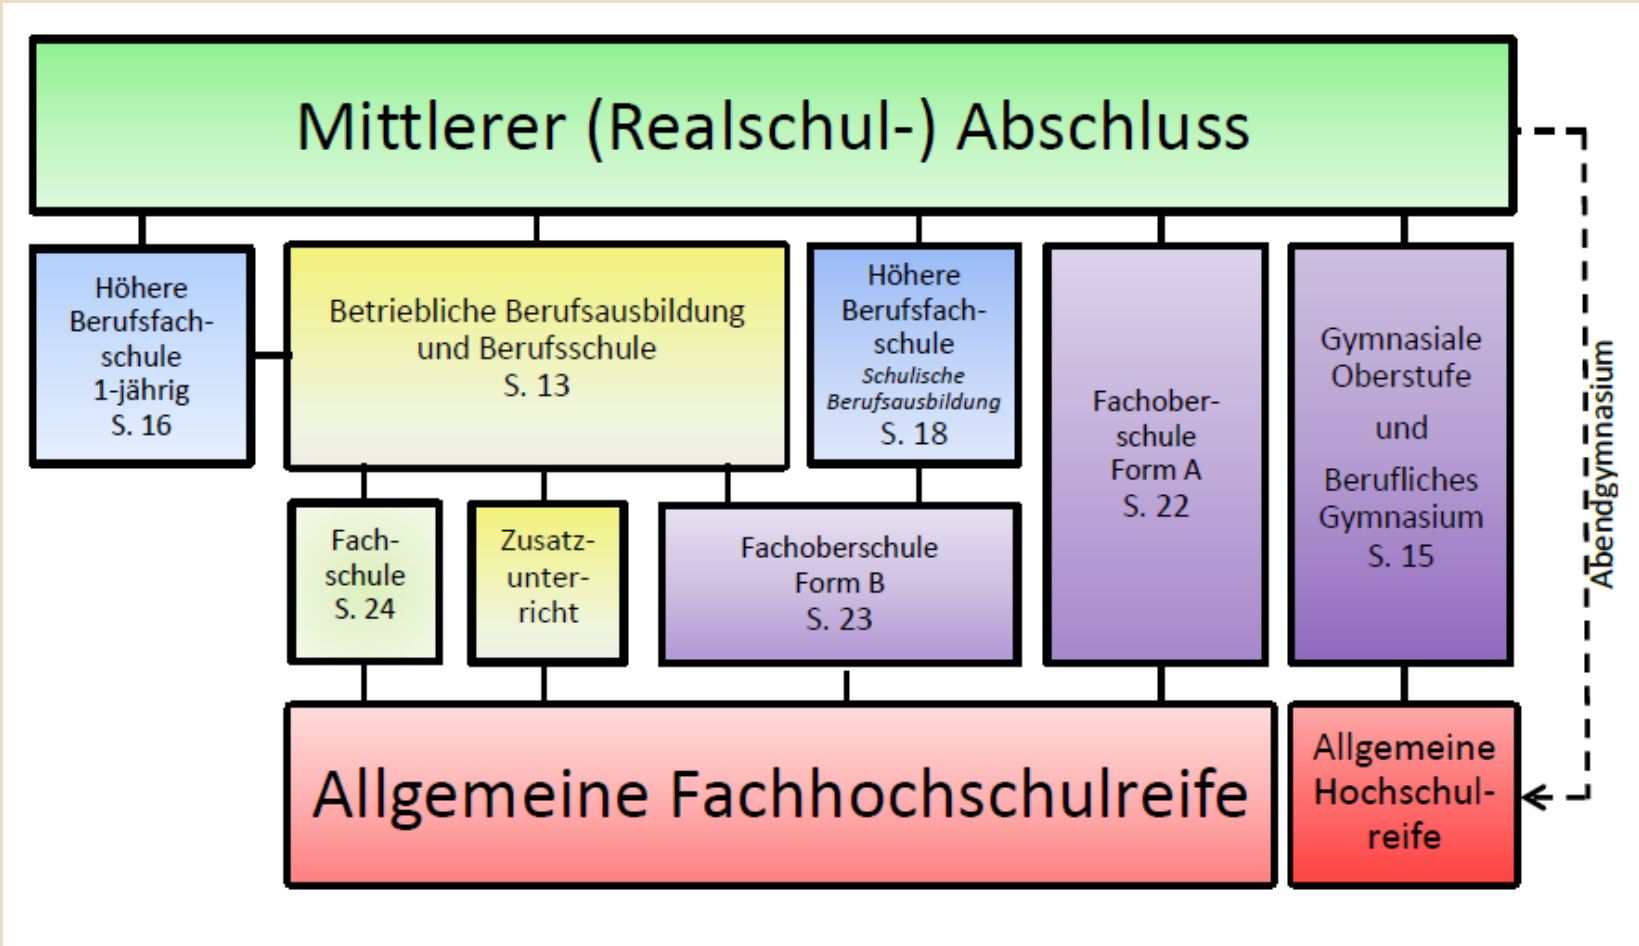 Mittlerer (Realschul-) Abschluss
Höhere
Berufsfach-
schule
1-jährig
S. 16
Betriebliche Berufsausbildung
und Berufsschule
S. 13
Höhere
Berufsfach-
schule
Schulische
Berufsausbildung
S. 18
Fachober-
schule
Form A
S. 22
Gymnasiale
Oberstufe
und
Berufliches
Gymnasium
S. 15
Abendgymnasium
Fach-
schule
S. 24
Zusatz-
unter-
richt
Fachoberschule
Form B
S. 23
Allgemeine Fachhochschulreife
Allgemeine
Hochschul-
reife